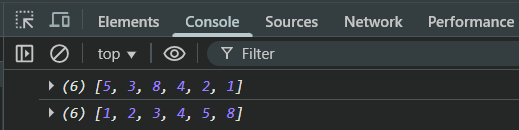 Elements Console Sources Network Performance
top ▾ Filter
▸ (6) [5, 3, 8, 4, 2, 1]
▸ (6) [1, 2, 3, 4, 5, 8]